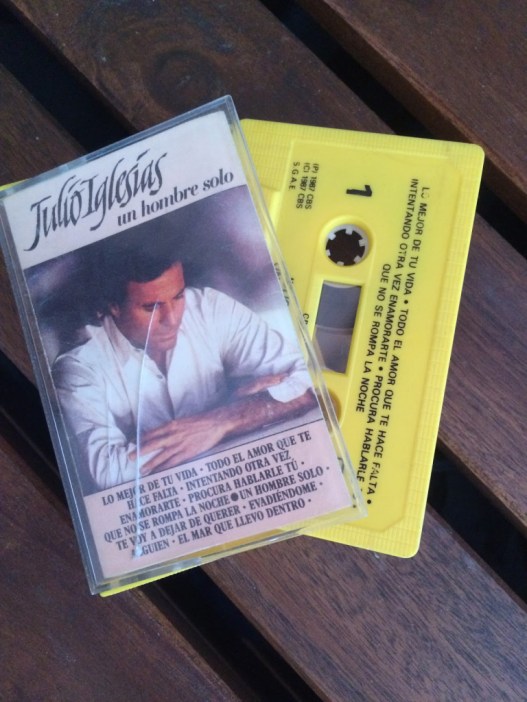 Julio Iglesias
un hombre solo
LO MEJOR DE TU VIDA · TODO EL AMOR QUE TE
HACE FALTA · INTENTANDO OTRA VEZ
ENAMORARTE · PROCURA HABLARLE TÚ ·
QUE NO SE ROMPA LA NOCHE ● UN HOMBRE SOLO ·
TE VOY A DEJAR DE QUERER · EVADIENDOME ·
ALGUIEN · EL MAR QUE LLEVO DENTRO ·
1
(P) 1987 CBS
(C) 1987 CBS
S.G.A.E.
LO MEJOR DE TU VIDA • TODO EL AMOR QUE TE HACE FALTA •
INTENTANDO OTRA VEZ ENAMORARTE • PROCURA HABLARLE
QUE NO SE ROMPA LA NOCHE